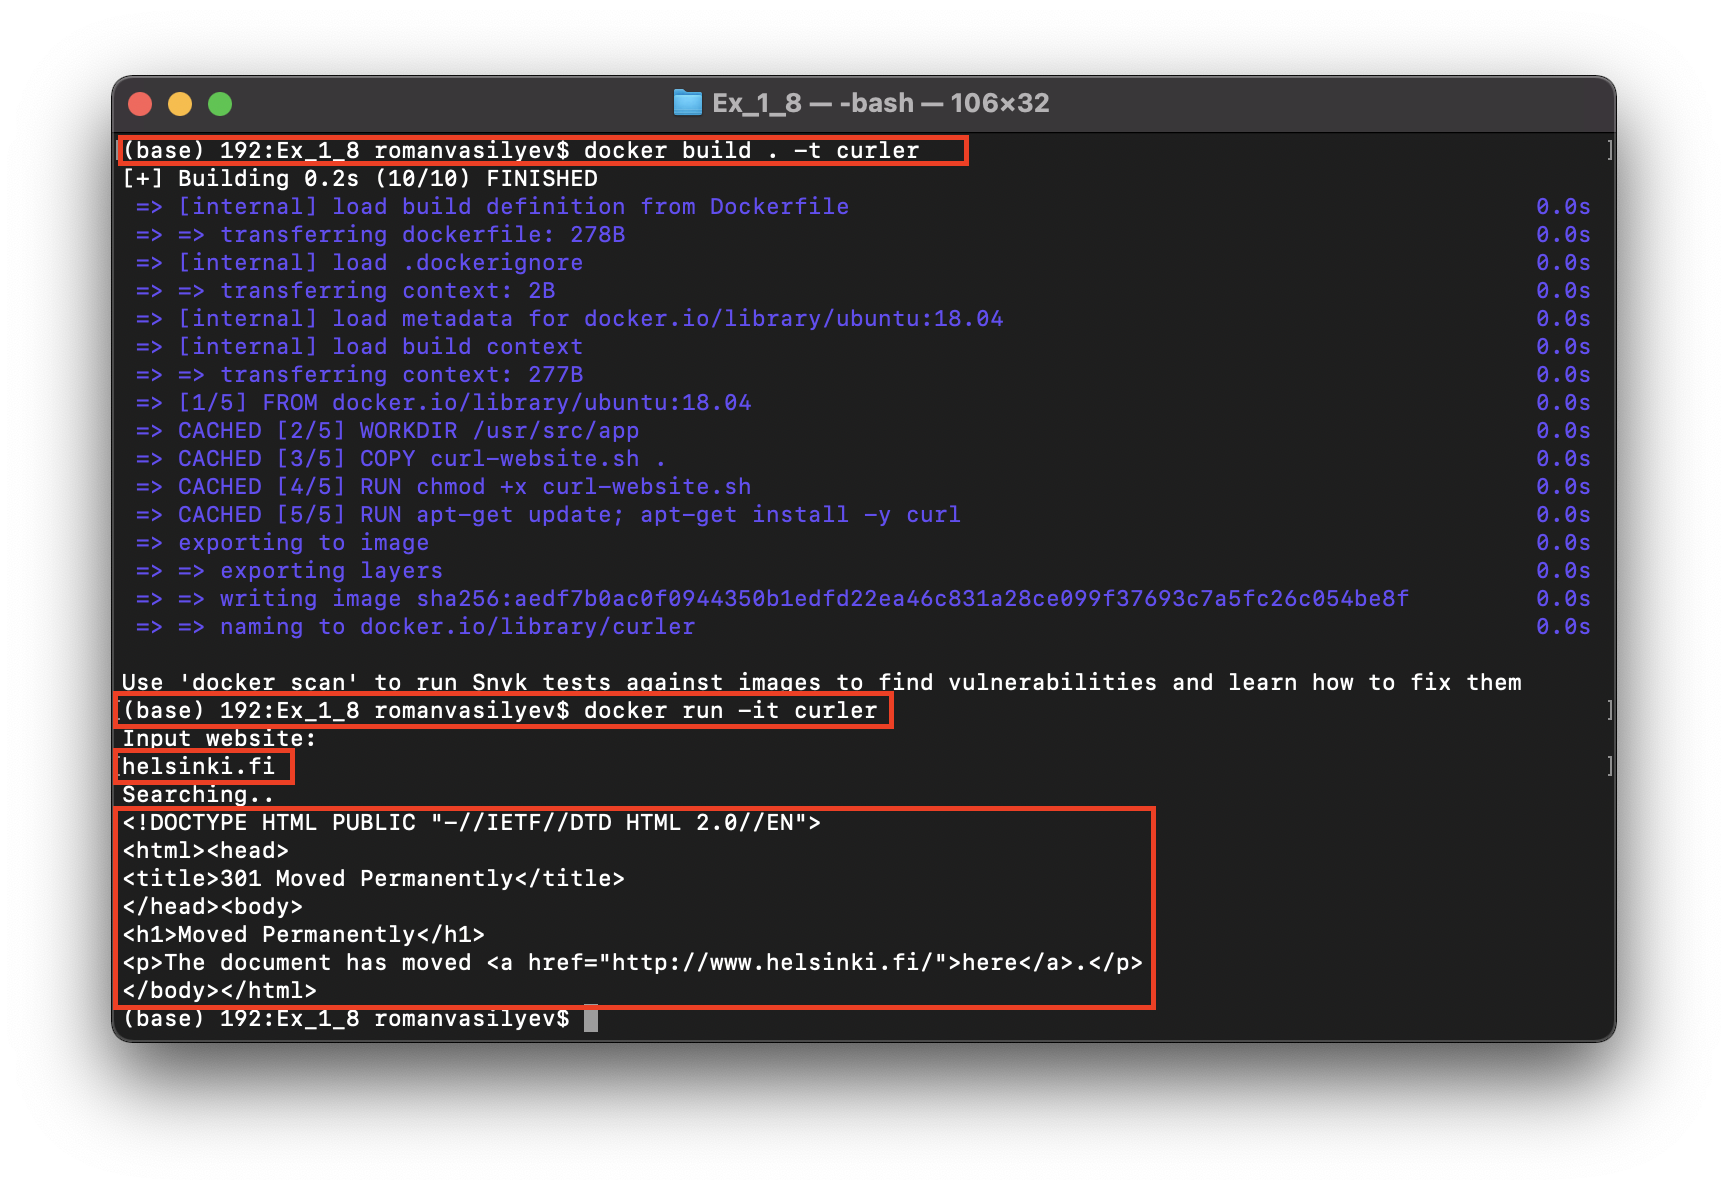 Ex_1_8 — -bash — 106×32
(base) 192:Ex_1_8 romanvasilyev$ docker build . -t curler
[+] Building 0.2s (10/10) FINISHED
=> [internal] load build definition from Dockerfile 0.0s
=> => transferring dockerfile: 278B 0.0s
=> [internal] load .dockerignore 0.0s
=> => transferring context: 2B 0.0s
=> [internal] load metadata for docker.io/library/ubuntu:18.04 0.0s
=> [internal] load build context 0.0s
=> => transferring context: 277B 0.0s
=> [1/5] FROM docker.io/library/ubuntu:18.04 0.0s
=> CACHED [2/5] WORKDIR /usr/src/app 0.0s
=> CACHED [3/5] COPY curl-website.sh . 0.0s
=> CACHED [4/5] RUN chmod +x curl-website.sh 0.0s
=> CACHED [5/5] RUN apt-get update; apt-get install -y curl 0.0s
=> exporting to image 0.0s
=> => exporting layers 0.0s
=> => writing image sha256:aedf7b0ac0f0944350b1edfd22ea46c831a28ce099f37693c7a5fc26c054be8f 0.0s
=> => naming to docker.io/library/curler 0.0s
Use 'docker scan' to run Snyk tests against images to find vulnerabilities and learn how to fix them
(base) 192:Ex_1_8 romanvasilyev$ docker run -it curler
Input website:
helsinki.fi
Searching..
<!DOCTYPE HTML PUBLIC "-//IETF//DTD HTML 2.0//EN">
<html><head>
<title>301 Moved Permanently</title>
</head><body>
<h1>Moved Permanently</h1>
<p>The document has moved <a href="http://www.helsinki.fi/">here</a>.</p>
</body></html>
(base) 192:Ex_1_8 romanvasilyev$